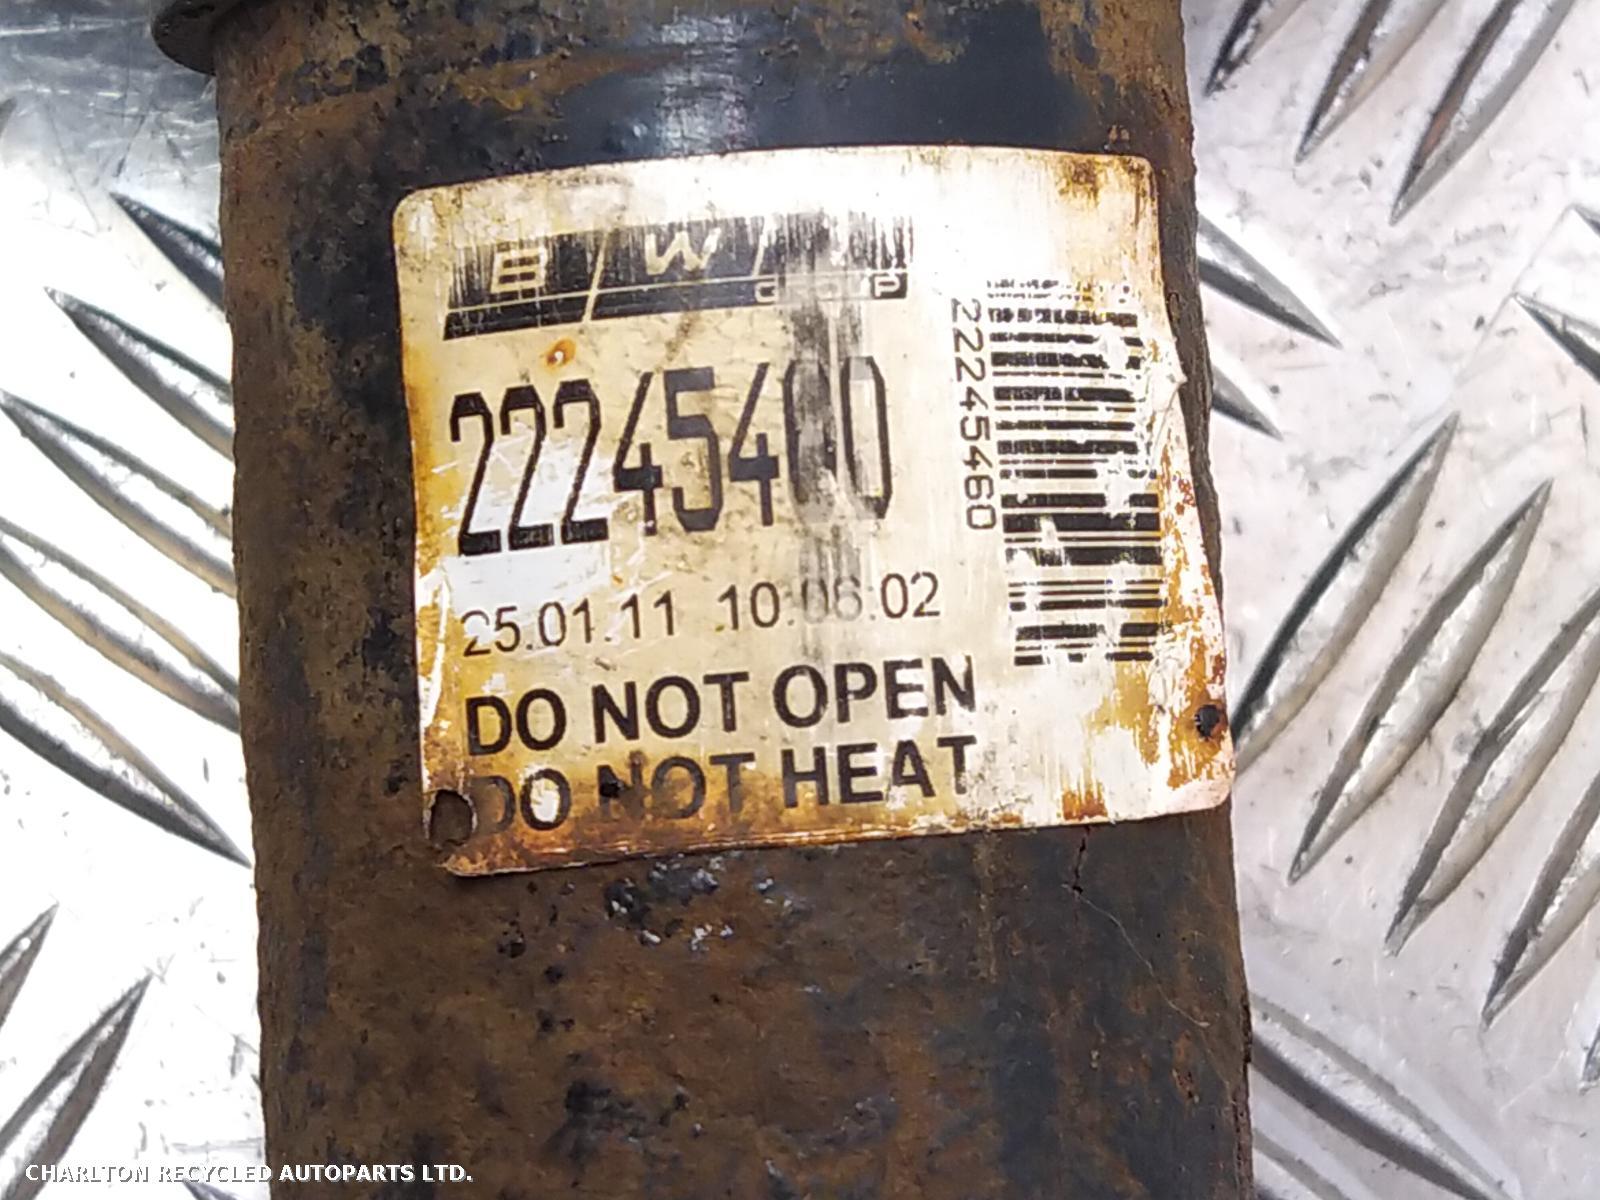 B W
GROUP
22245460
25.01.11 10:06:02
DO NOT OPEN
DO NOT HEAT
22245460
CHARLTON RECYCLED AUTOPARTS LTD.